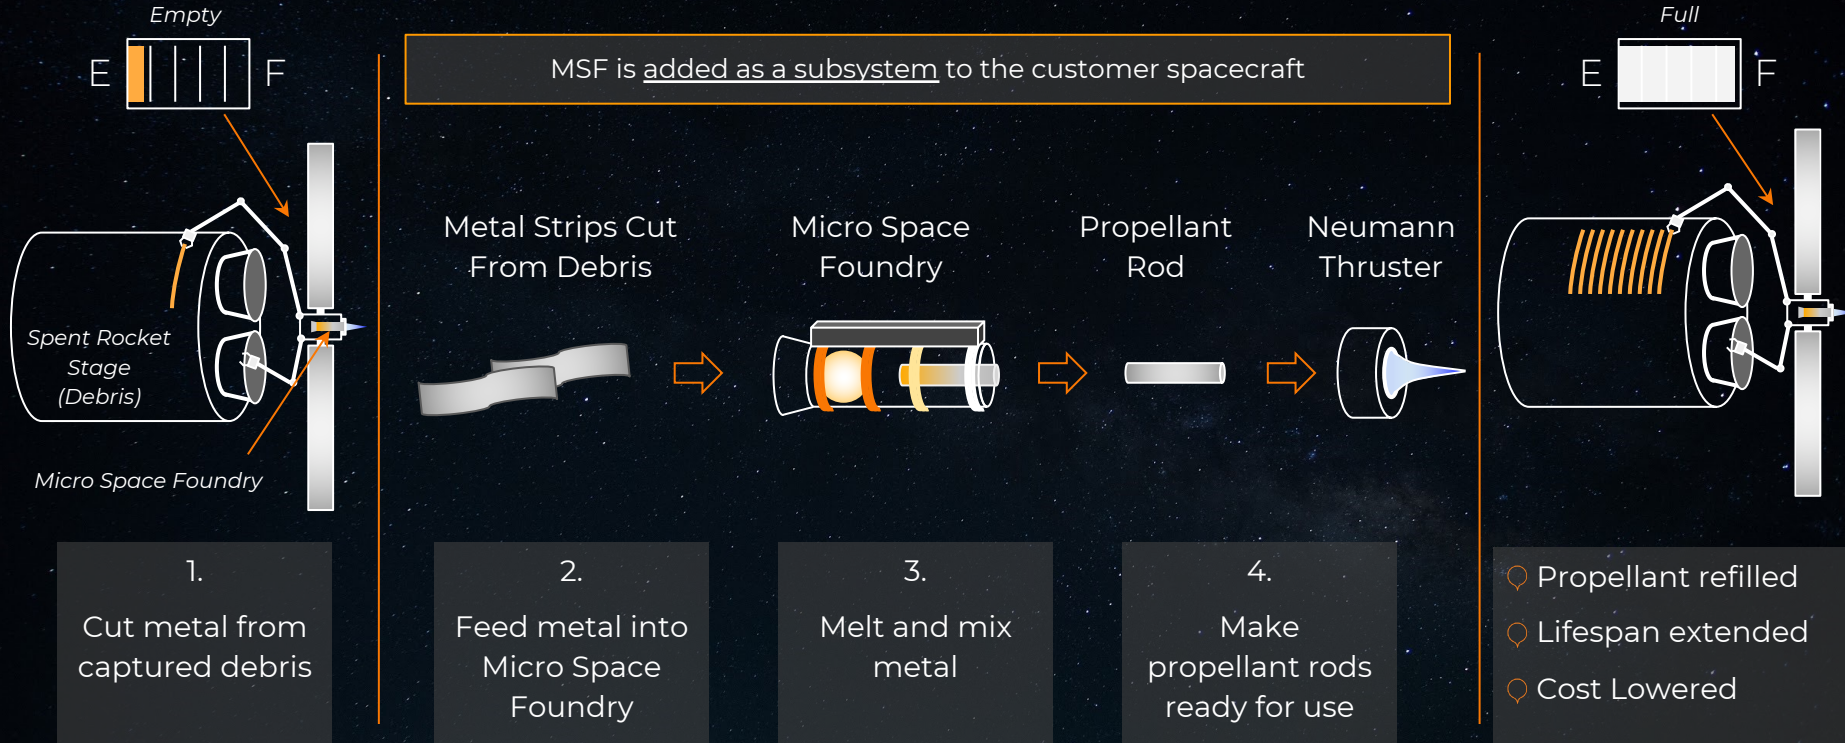 Empty
E
F
Spent Rocket
Stage
(Debris)
Micro Space Foundry
1.
Cut metal from
captured debris
MSF is added as a subsystem to the customer spacecraft
Metal Strips Cut
From Debris
Micro Space
Foundry
Propellant
Rod
Neumann
Thruster
2.
Feed metal into
Micro Space
Foundry
3.
Melt and mix
metal
4.
Make
propellant rods
ready for use
Full
E
F
Propellant refilled
Lifespan extended
Cost Lowered